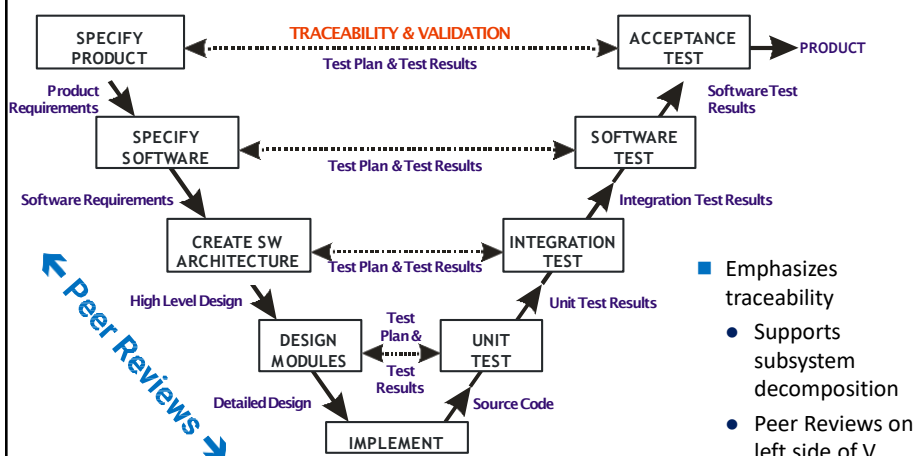 SPECIFY
PRODUCT
TRACEABILITY & VALIDATION
Test Plan & Test Results
ACCEPTANCE
TEST
PRODUCT
Product
Requirements
Software Test
Results
SPECIFY
SOFTWARE
Test Plan & Test Results
SOFTWARE
TEST
Software Requirements
Integration Test Results
CREATE SW
ARCHITECTURE
Test Plan & Test Results
INTEGRATION
TEST
High Level Design
Unit Test Results
DESIGN
MODULES
Test
Plan &
Test
Results
UNIT
TEST
Detailed Design
Source Code
IMPLEMENT
Peer Reviews
Emphasizes
traceability
Supports
subsystem
decomposition
Peer Reviews on
left side of V